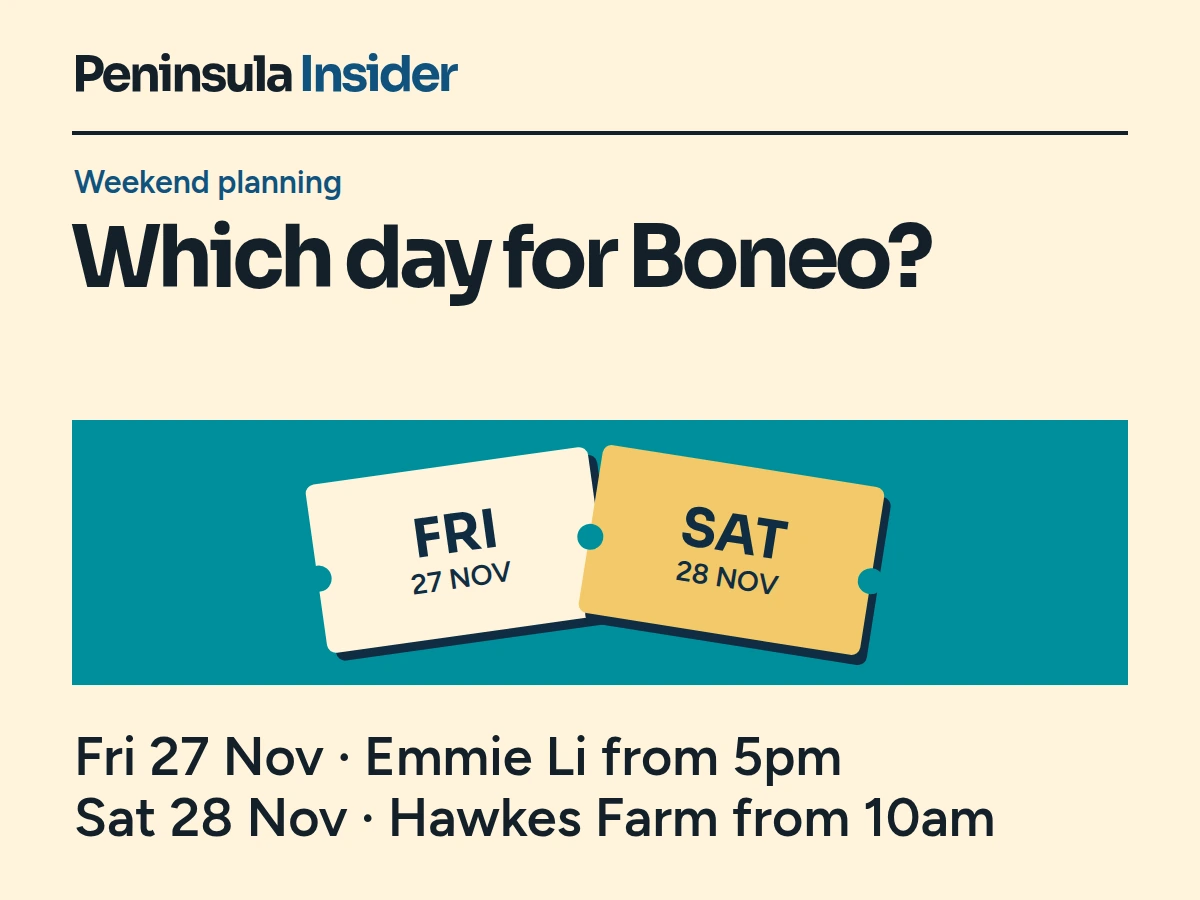 Peninsula Insider
Weekend planning
Which day for Boneo?
FRI
27 NOV
SAT
28 NOV
Fri 27 Nov · Emmie Li from 5pm
Sat 28 Nov · Hawkes Farm from 10am